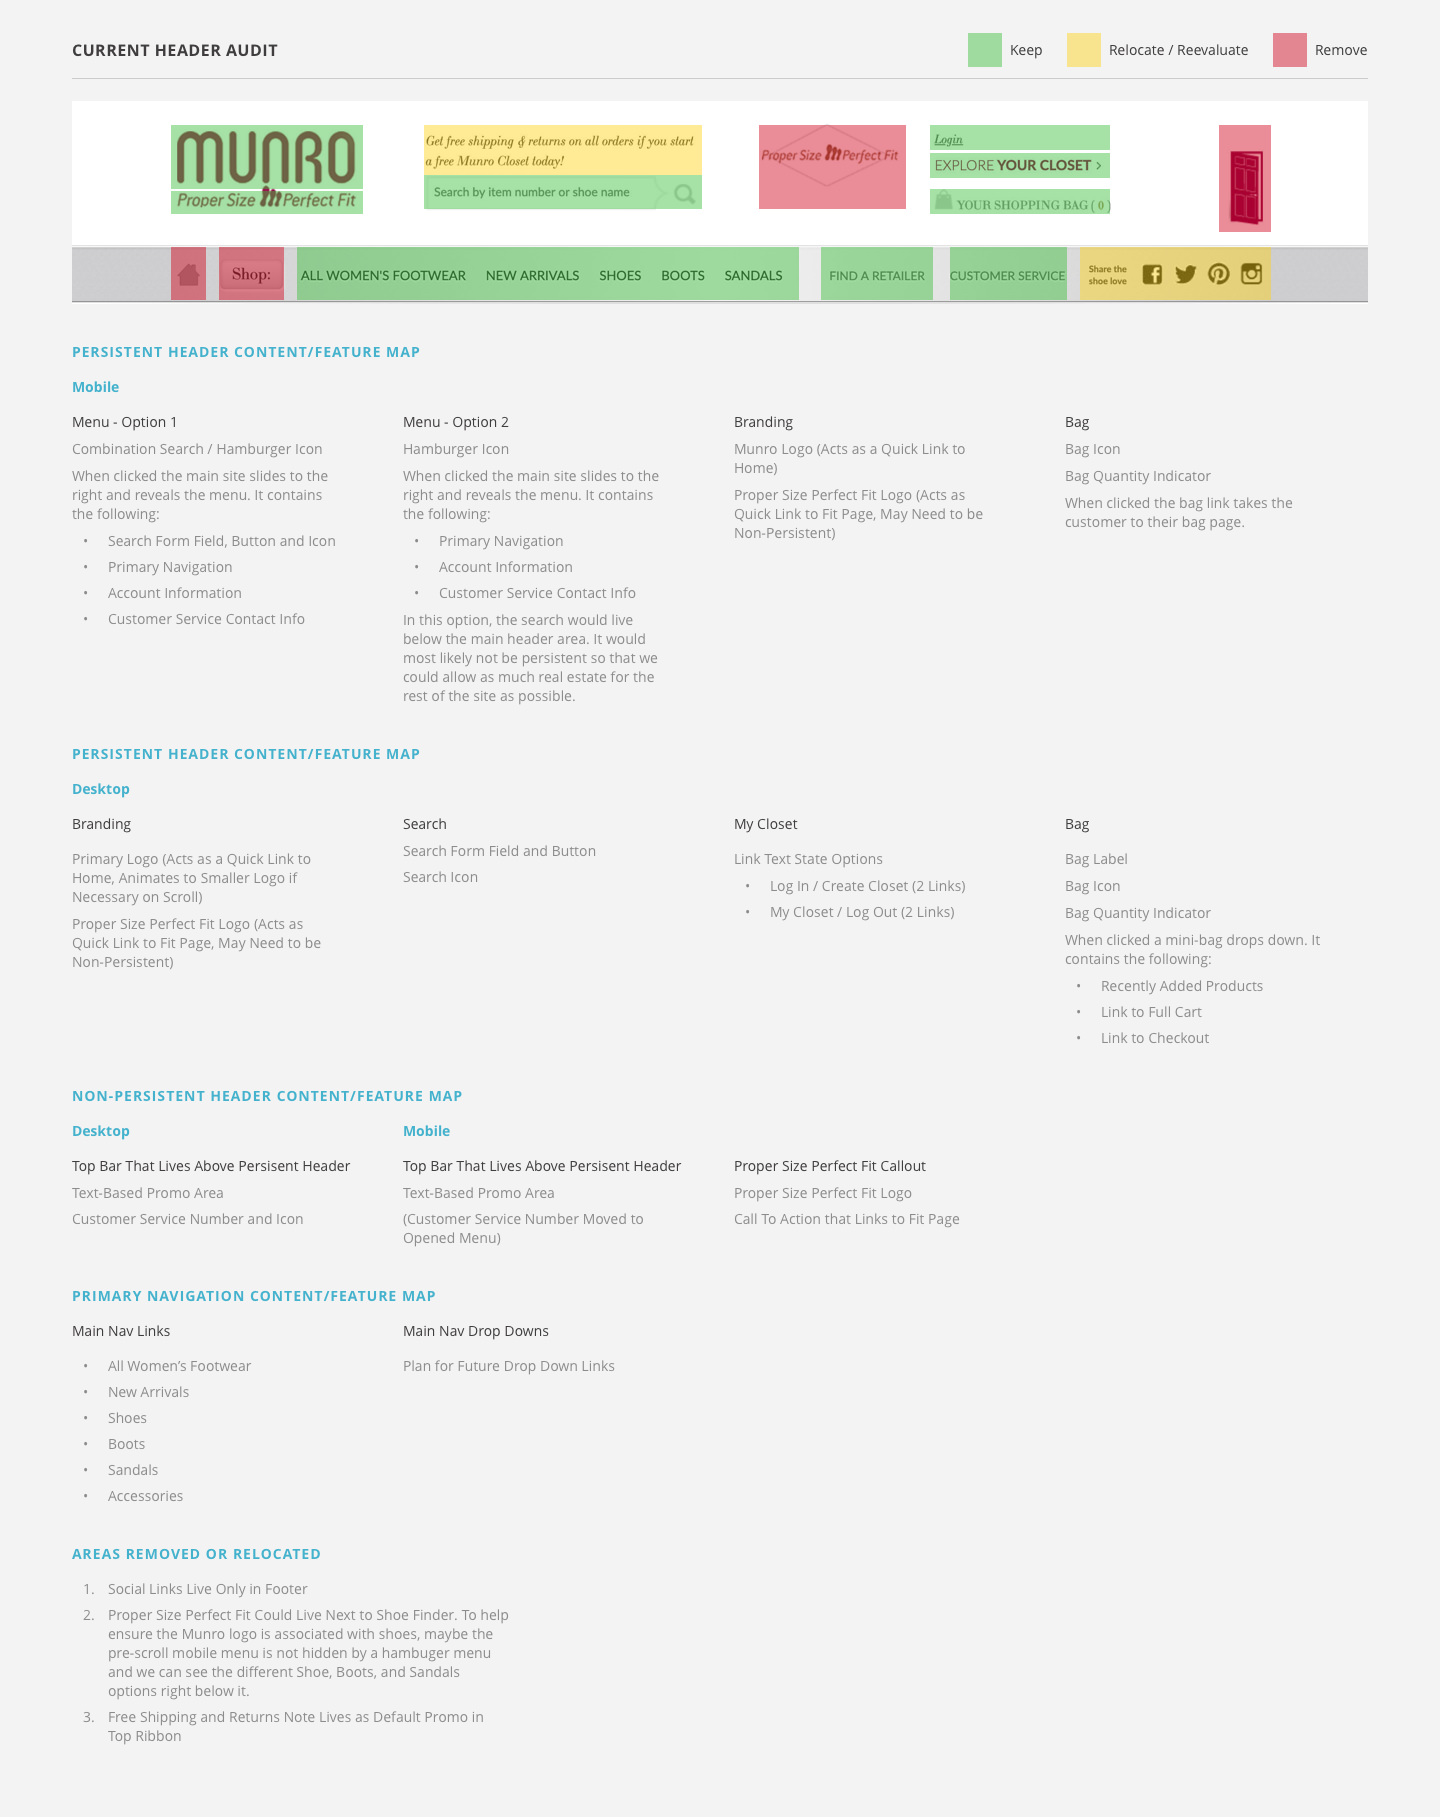 CURRENT HEADER AUDIT
Keep
Relocate / Reevaluate
Remove
MUNRO
Proper Size Perfect Fit
Get free shipping & returns on all orders if you start
a free Munro Closet today!
Search by item number or shoe name
Proper Size Perfect Fit
Login
EXPLORE YOUR CLOSET >
YOUR SHOPPING BAG ( 0 )
Shop:
ALL WOMEN'S FOOTWEAR NEW ARRIVALS SHOES BOOTS SANDALS
FIND A RETAILER
CUSTOMER SERVICE
Share the
shoe love
PERSISTENT HEADER CONTENT/FEATURE MAP
Mobile
Menu - Option 1
Combination Search / Hamburger Icon
When clicked the main site slides to the
right and reveals the menu. It contains
the following:
• Search Form Field, Button and Icon
• Primary Navigation
• Account Information
• Customer Service Contact Info
Menu - Option 2
Hamburger Icon
When clicked the main site slides to the
right and reveals the menu. It contains
the following:
• Primary Navigation
• Account Information
• Customer Service Contact Info
In this option, the search would live
below the main header area. It would
most likely not be persistent so that we
could allow as much real estate for the
rest of the site as possible.
Branding
Munro Logo (Acts as a Quick Link to
Home)
Proper Size Perfect Fit Logo (Acts as
Quick Link to Fit Page, May Need to be
Non-Persistent)
Bag
Bag Icon
Bag Quantity Indicator
When clicked the bag link takes the
customer to their bag page.
PERSISTENT HEADER CONTENT/FEATURE MAP
Desktop
Branding
Primary Logo (Acts as a Quick Link to
Home, Animates to Smaller Logo if
Necessary on Scroll)
Proper Size Perfect Fit Logo (Acts as
Quick Link to Fit Page, May Need to be
Non-Persistent)
Search
Search Form Field and Button
Search Icon
My Closet
Link Text State Options
• Log In / Create Closet (2 Links)
• My Closet / Log Out (2 Links)
Bag
Bag Label
Bag Icon
Bag Quantity Indicator
When clicked a mini-bag drops down. It
contains the following:
• Recently Added Products
• Link to Full Cart
• Link to Checkout
NON-PERSISTENT HEADER CONTENT/FEATURE MAP
Desktop
Top Bar That Lives Above Persisent Header
Text-Based Promo Area
Customer Service Number and Icon
Mobile
Top Bar That Lives Above Persisent Header
Text-Based Promo Area
(Customer Service Number Moved to
Opened Menu)
Proper Size Perfect Fit Callout
Proper Size Perfect Fit Logo
Call To Action that Links to Fit Page
PRIMARY NAVIGATION CONTENT/FEATURE MAP
Main Nav Links
• All Women’s Footwear
• New Arrivals
• Shoes
• Boots
• Sandals
• Accessories
Main Nav Drop Downs
Plan for Future Drop Down Links
AREAS REMOVED OR RELOCATED
1. Social Links Live Only in Footer
2. Proper Size Perfect Fit Could Live Next to Shoe Finder. To help
ensure the Munro logo is associated with shoes, maybe the
pre-scroll mobile menu is not hidden by a hambuger menu
and we can see the different Shoe, Boots, and Sandals
options right below it.
3. Free Shipping and Returns Note Lives as Default Promo in
Top Ribbon